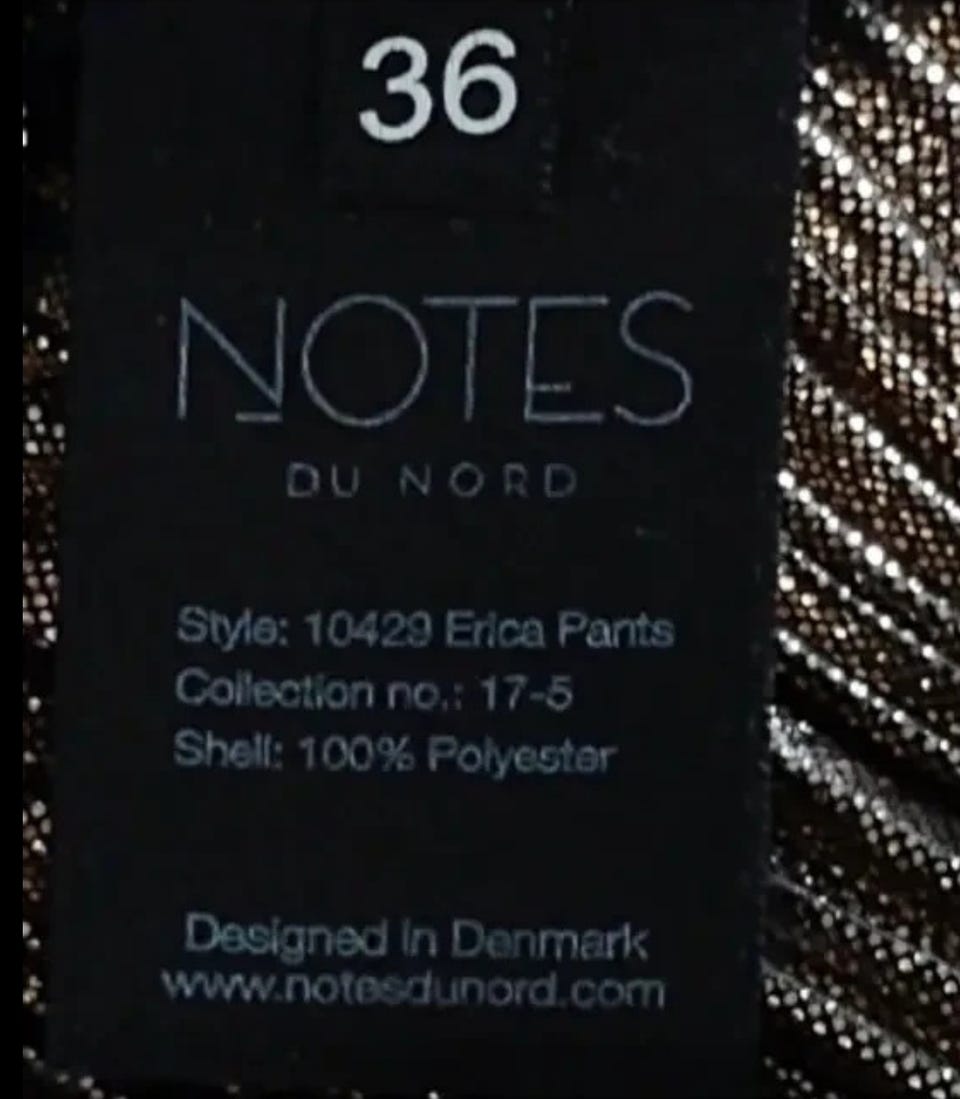 36
NOTES
DU NORD
Style: 10429 Erica Pants
Collection no.: 17-5
Shell: 100% Polyester
Designed in Denmark
www.notesdunord.com